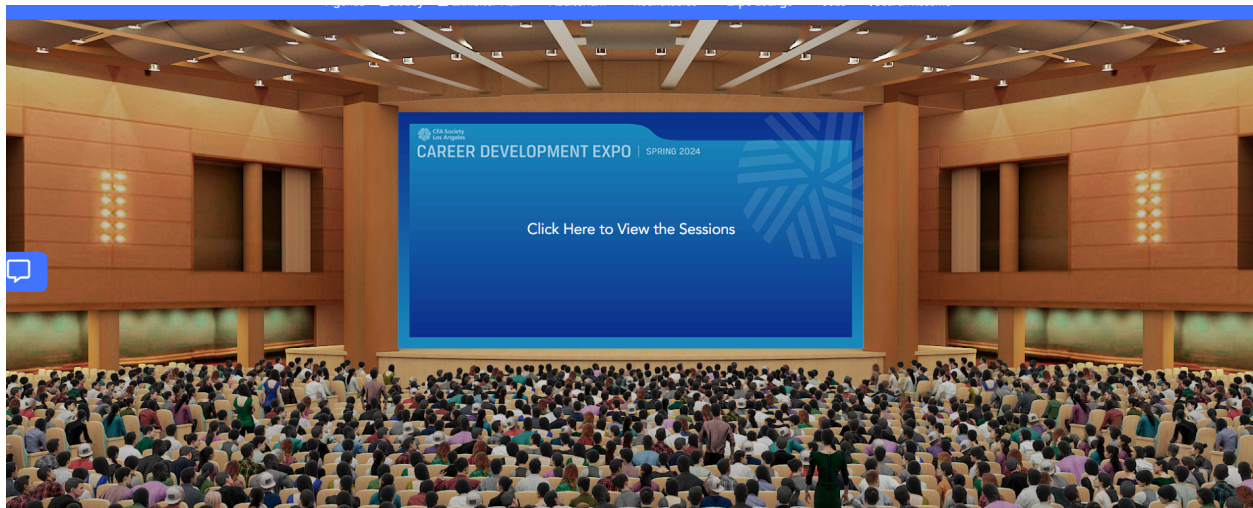 CFA Society
Los Angeles
CAREER DEVELOPMENT EXPO | SPRING 2024
Click Here to View the Sessions